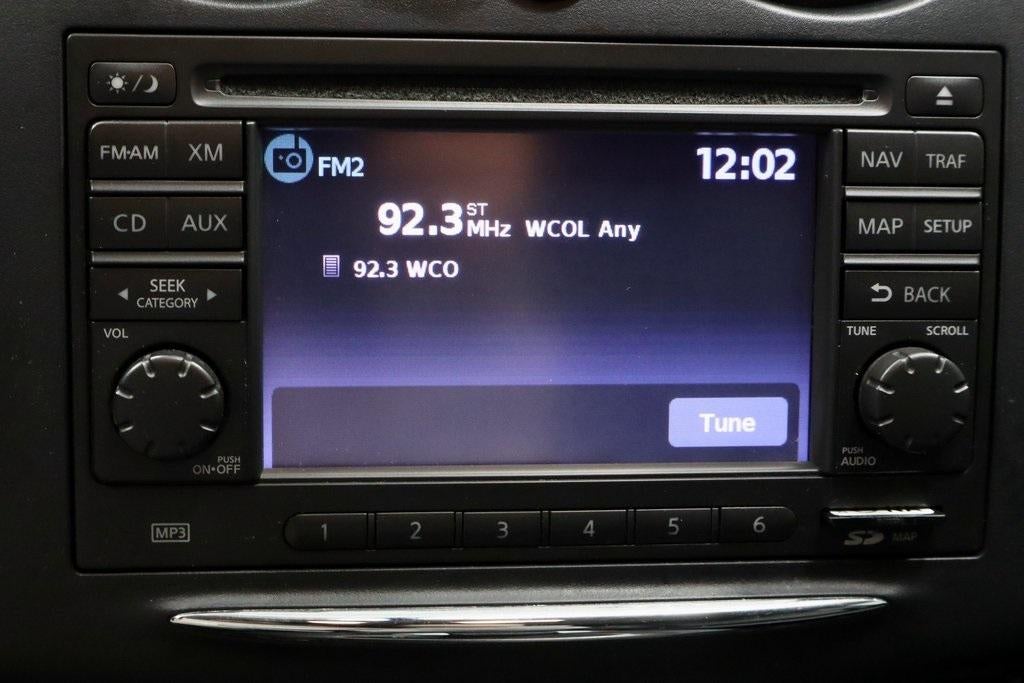 FM2
12:02
92.3 ST MHz WCOL Any
92.3 WCO
Tune
FM·AM XM
CD AUX
SEEK
CATEGORY
VOL
PUSH
ON•OFF
NAV TRAF
MAP SETUP
BACK
TUNE SCROLL
PUSH
AUDIO
MP3
1 2 3 4 5 6
SD MAP